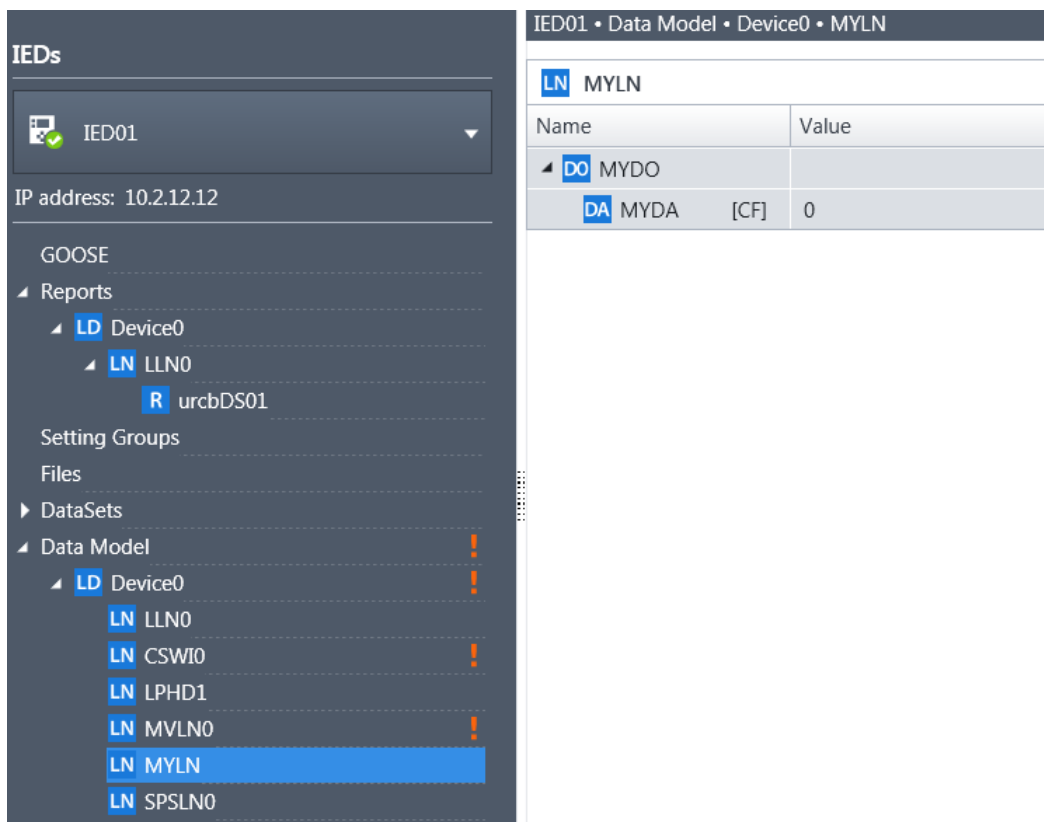 IEDs
IED01
IP address: 10.2.12.12
GOOSE
Reports
LD Device0
LN LLN0
R urcbDS01
Setting Groups
Files
DataSets
Data Model !
LD Device0 !
LN LLN0
LN CSWI0 !
LN LPHD1
LN MVLN0 !
LN MYLN
LN SPSLN0
IED01 • Data Model • Device0 • MYLN
LN MYLN
Name Value
DO MYDO
DA MYDA [CF] 0